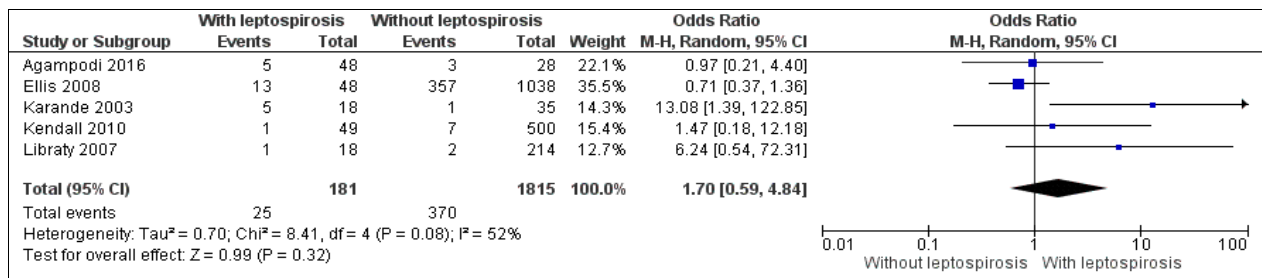 With leptospirosis Without leptospirosis Odds Ratio Odds Ratio
Study or Subgroup Events Total Events Total Weight M-H, Random, 95% CI M-H, Random, 95% CI
Agampodi 2016 5 48 3 28 22.1% 0.97 [0.21, 4.40]
Ellis 2008 13 48 357 1038 35.5% 0.71 [0.37, 1.36]
Karande 2003 5 18 1 35 14.3% 13.08 [1.39, 122.85]
Kendall 2010 1 49 7 500 15.4% 1.47 [0.18, 12.18]
Libraty 2007 1 18 2 214 12.7% 6.24 [0.54, 72.31]
Total (95% CI) 181 1815 100.0% 1.70 [0.59, 4.84]
Total events 25 370
Heterogeneity: Tau² = 0.70; Chi² = 8.41, df = 4 (P = 0.08); I² = 52%
Test for overall effect: Z = 0.99 (P = 0.32)
0.01 0.1 1 10 100
Without leptospirosis With leptospirosis